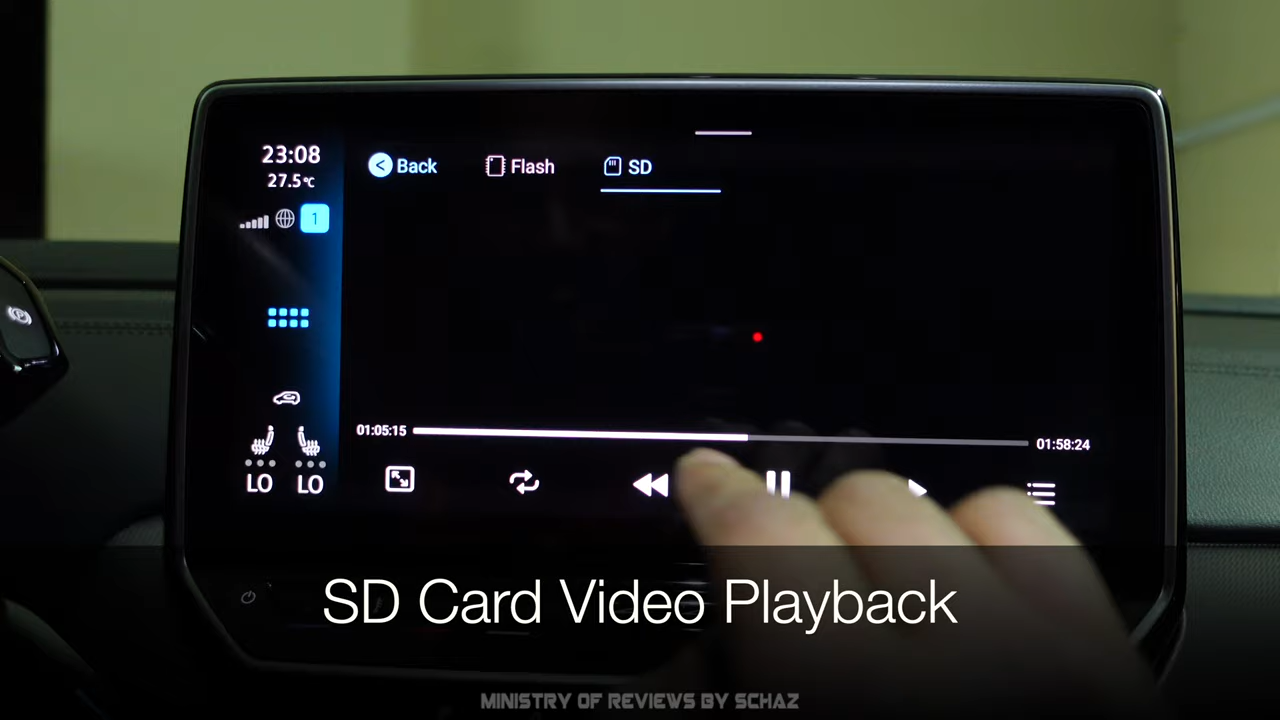 23:08
27.5°C
1
Back
Flash
SD
01:05:15
01:58:24
LO
LO
SD Card Video Playback
MINISTRY OF REVIEWS BY SCHAZ